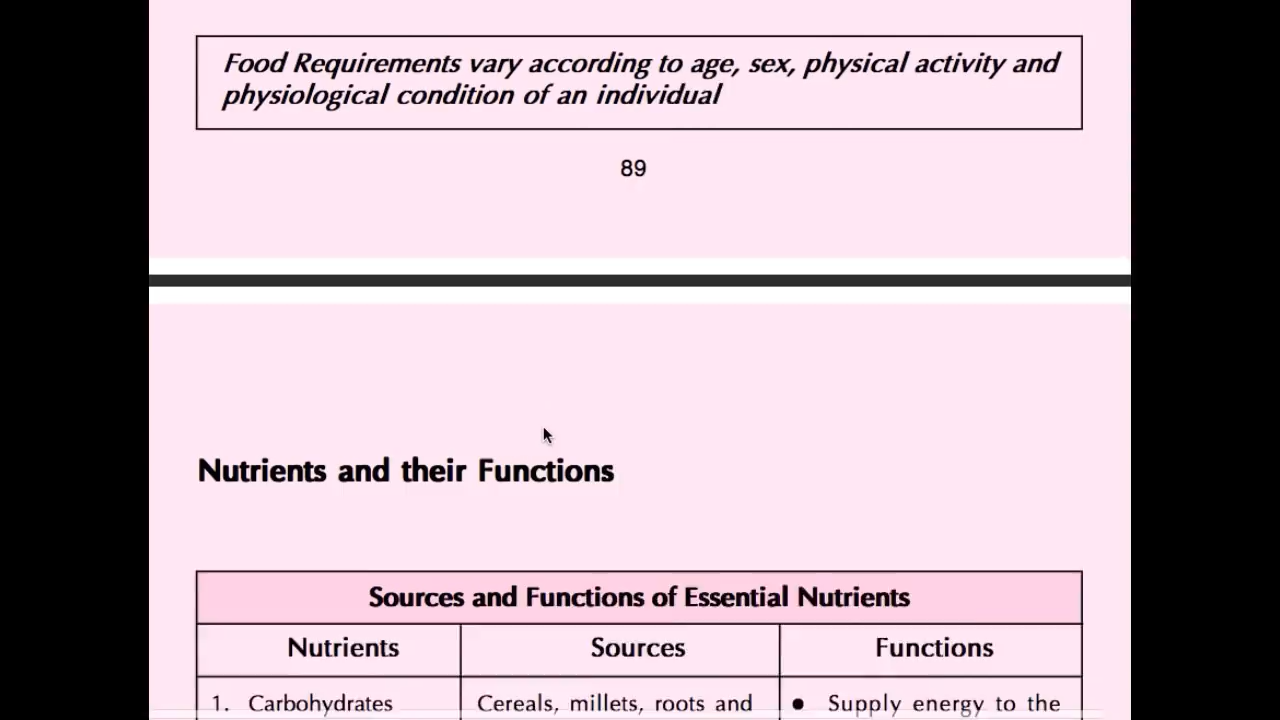 Food Requirements vary according to age, sex, physical activity and
physiological condition of an individual
89
Nutrients and their Functions
Sources and Functions of Essential Nutrients
Nutrients Sources Functions
1. Carbohydrates Cereals, millets, roots and ● Supply energy to the